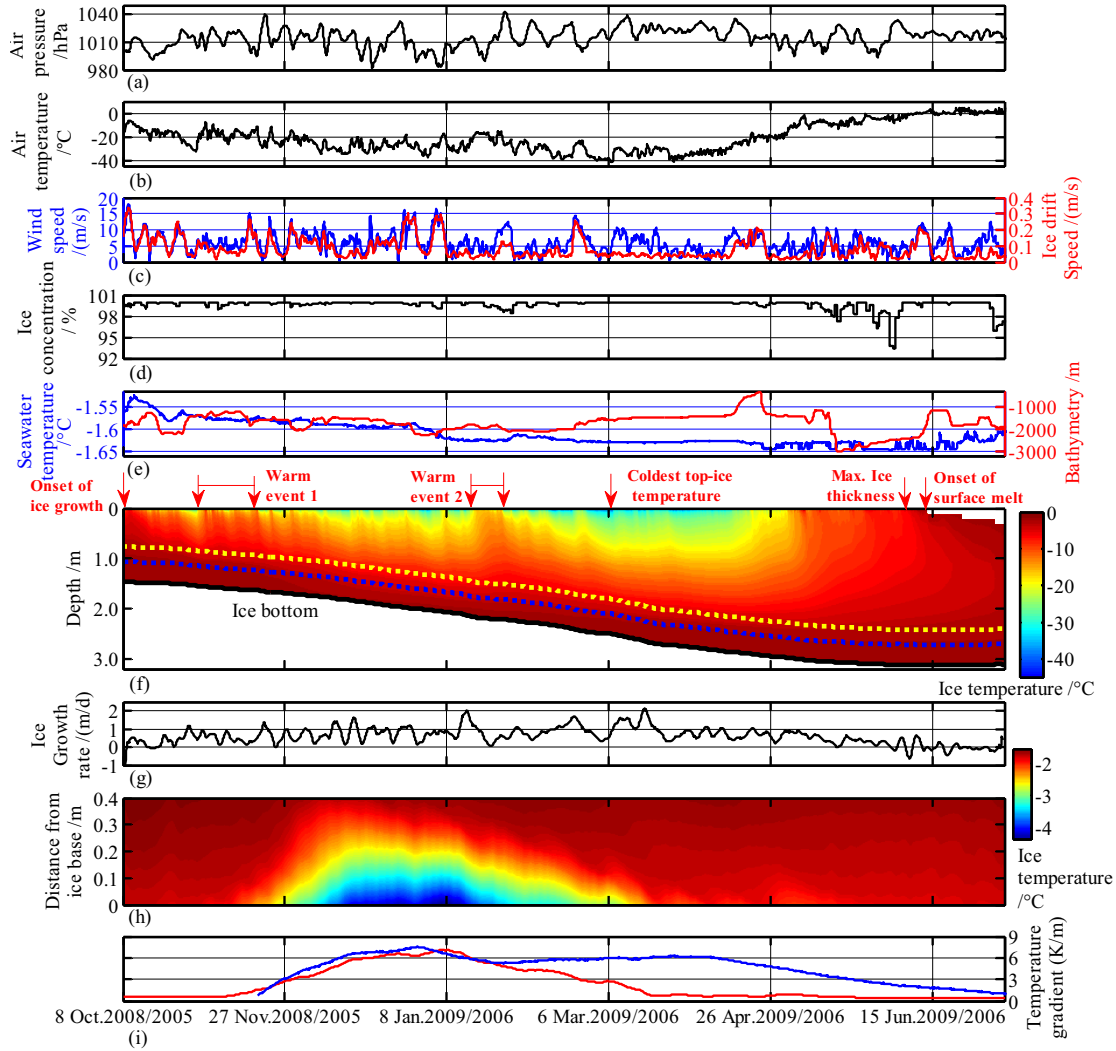 1040
1010
980
Air
pressure
/hPa
(a)
0
-20
-40
Air
temperature
/°C
(b)
20
15
10
5
0
Wind
speed
/(m/s)
0.4
0.3
0.2
0.1
0
Ice drift
Speed /(m/s)
(c)
101
98
95
92
Ice
concentration
/ %
(d)
-1.55
-1.6
-1.65
Seawater
temperature
/°C
-1000
-2000
-3000
Bathymetry /m
(e)
Onset of
ice growth
Warm
event 1
Warm
event 2
Coldest top-ice
temperature
Max. Ice
thickness
Onset of
surface melt
0
1.0
2.0
3.0
Depth /m
Ice bottom
0
-10
-20
-30
-40
Ice temperature /°C
(f)
2
1
0
-1
Ice
Growth
rate /(m/d)
(g)
0.4
0.3
0.2
0.1
0
Distance from
ice base /m
-2
-3
-4
Ice
temperature
/°C
(h)
9
6
3
0
Temperature
gradient (K/m)
8 Oct.2008/2005 27 Nov.2008/2005 8 Jan.2009/2006 6 Mar.2009/2006 26 Apr.2009/2006 15 Jun.2009/2006
(i)